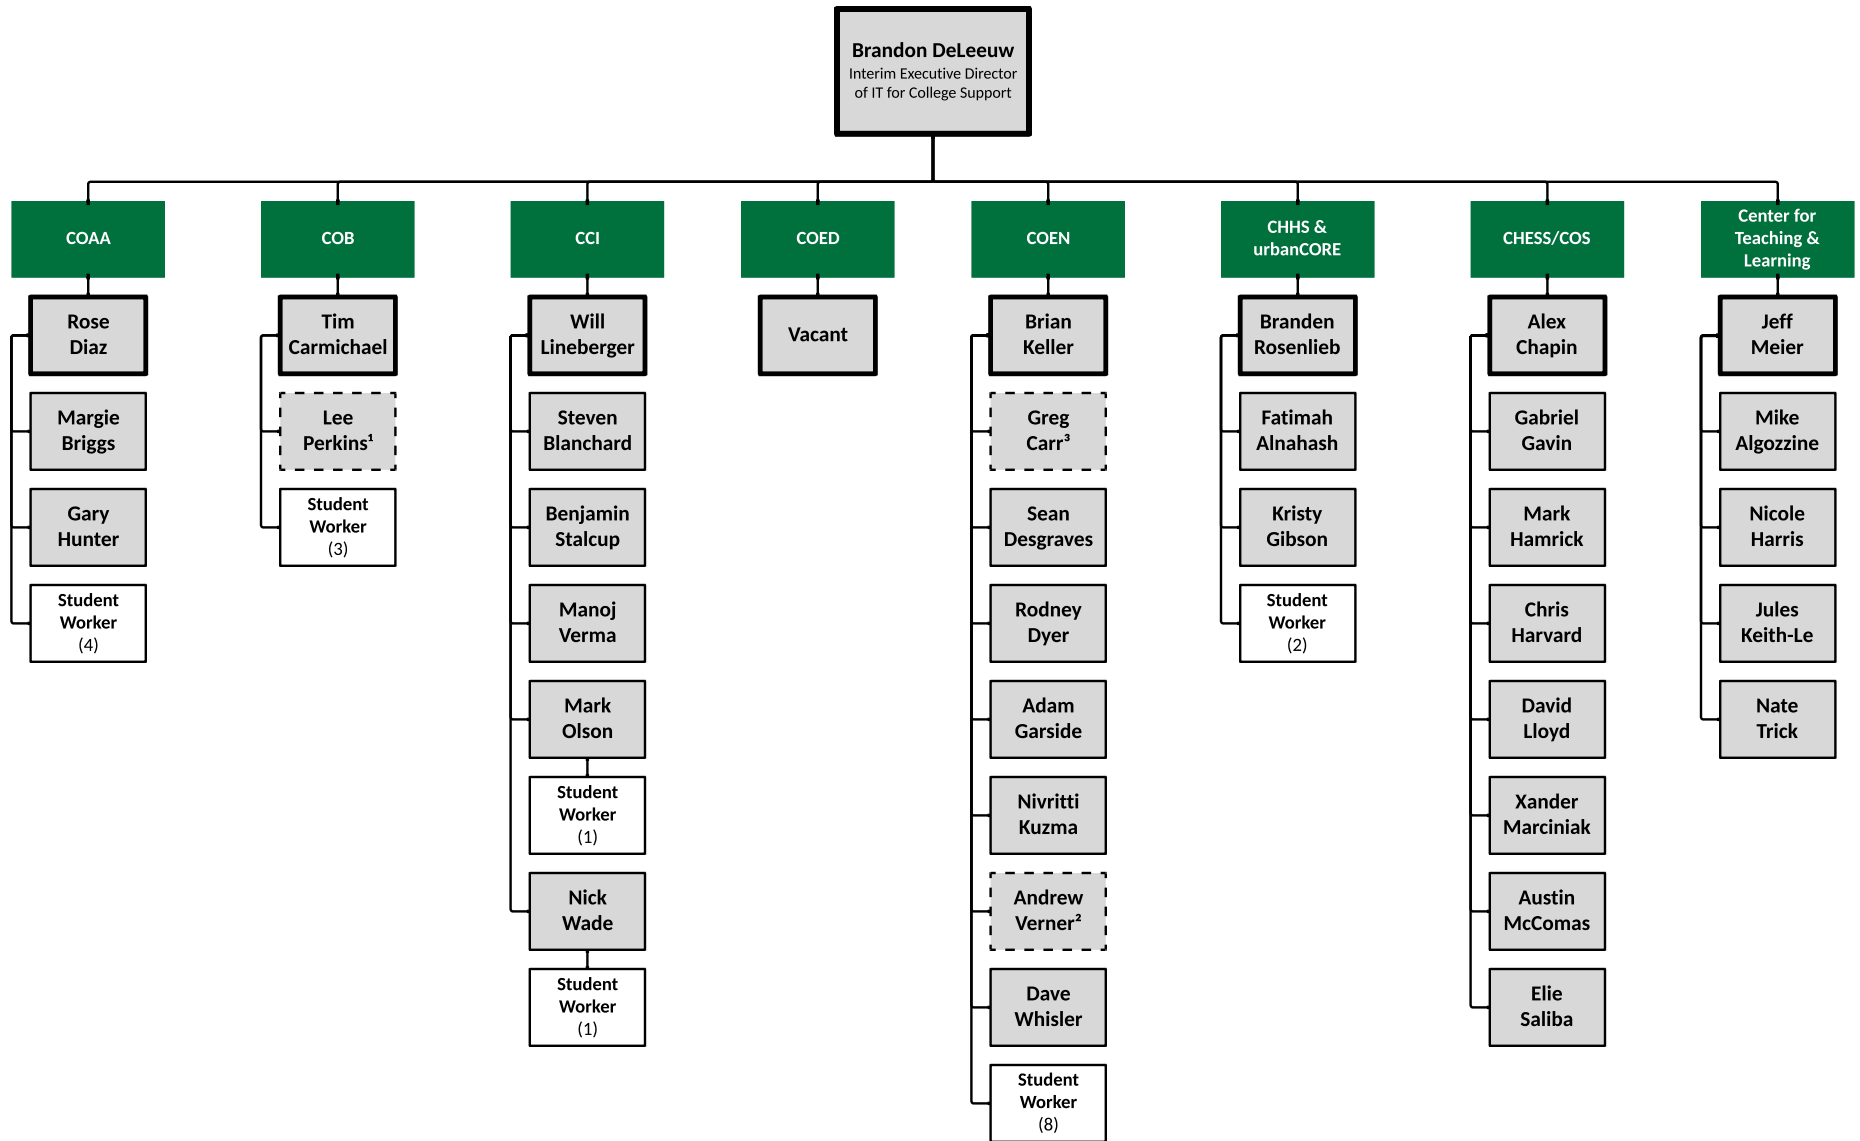 Brandon DeLeeuw
Interim Executive Director
of IT for College Support
COAA
COB
CCI
COED
COEN
CHHS &
urbanCORE
CHESS/COS
Center for
Teaching &
Learning
Rose
Diaz
Margie
Briggs
Gary
Hunter
Student
Worker
(4)
Tim
Carmichael
Lee
Perkins¹
Student
Worker
(3)
Will
Lineberger
Steven
Blanchard
Benjamin
Stalcup
Manoj
Verma
Mark
Olson
Student
Worker
(1)
Nick
Wade
Student
Worker
(1)
Vacant
Brian
Keller
Greg
Carr³
Sean
Desgraves
Rodney
Dyer
Adam
Garside
Nivritti
Kuzma
Andrew
Verner²
Dave
Whisler
Student
Worker
(8)
Branden
Rosenlieb
Fatimah
Alnahash
Kristy
Gibson
Student
Worker
(2)
Alex
Chapin
Gabriel
Gavin
Mark
Hamrick
Chris
Harvard
David
Lloyd
Xander
Marciniak
Austin
McComas
Elie
Saliba
Jeff
Meier
Mike
Algozzine
Nicole
Harris
Jules
Keith-Le
Nate
Trick